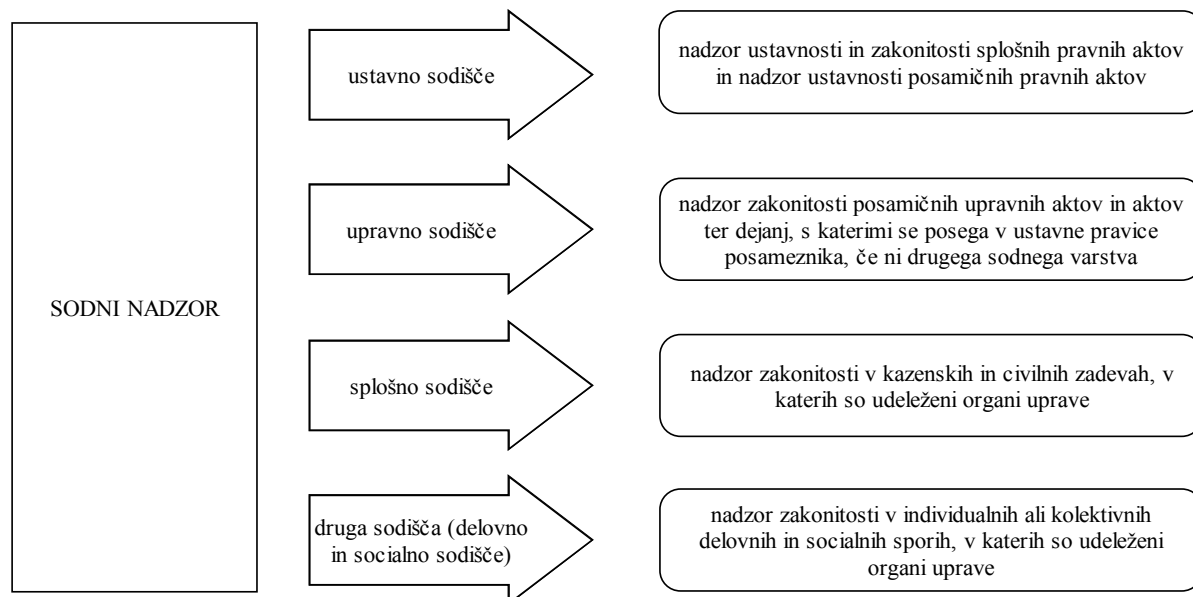 SODNI NADZOR
ustavno sodišče
nadzor ustavnosti in zakonitosti splošnih pravnih aktov
in nadzor ustavnosti posamičnih pravnih aktov
upravno sodišče
nadzor zakonitosti posamičnih upravnih aktov in aktov
ter dejanj, s katerimi se posega v ustavne pravice
posameznika, če ni drugega sodnega varstva
splošno sodišče
nadzor zakonitosti v kazenskih in civilnih zadevah, v
katerih so udeleženi organi uprave
druga sodišča (delovno
in socialno sodišče)
nadzor zakonitosti v individualnih ali kolektivnih
delovnih in socialnih sporih, v katerih so udeleženi
organi uprave